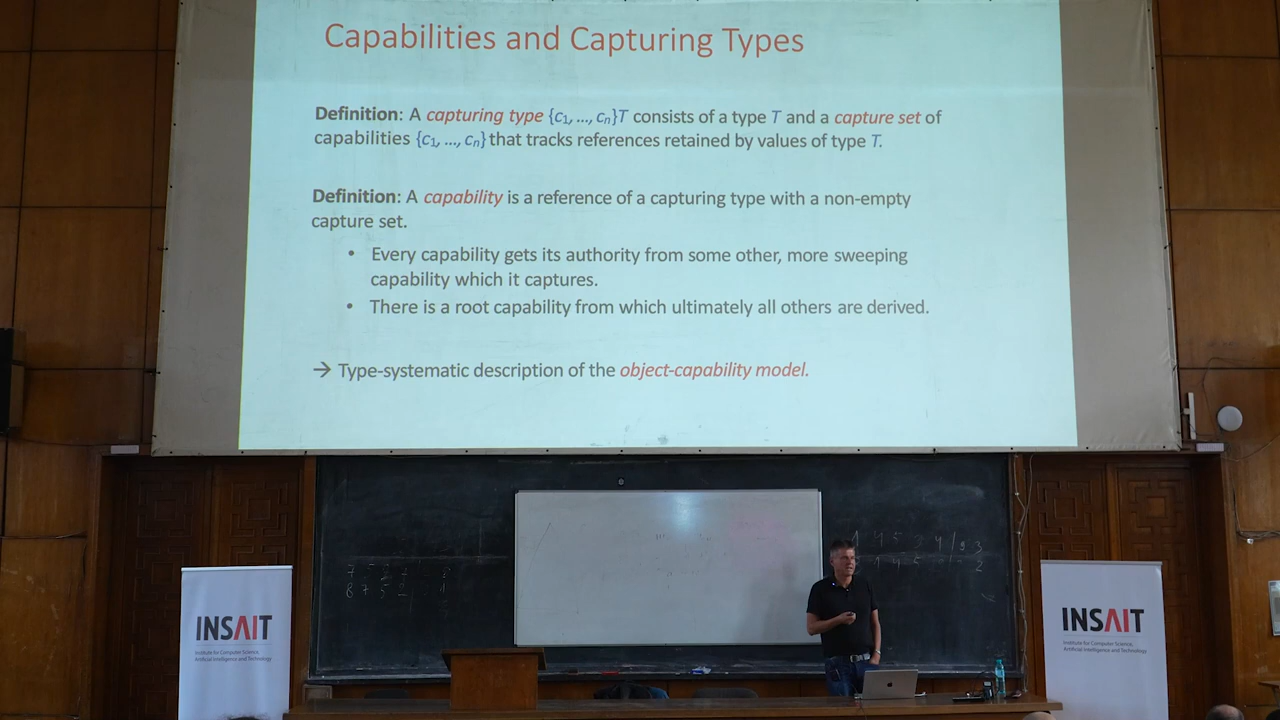 Capabilities and Capturing Types
Definition: A capturing type {c1, ..., cn}T consists of a type T and a capture set of
capabilities {c1, ..., cn} that tracks references retained by values of type T.
Definition: A capability is a reference of a capturing type with a non-empty
capture set.
• Every capability gets its authority from some other, more sweeping
capability which it captures.
• There is a root capability from which ultimately all others are derived.
→ Type-systematic description of the object-capability model.
INSAIT
Institute for Computer Science,
Artificial Intelligence and Technology
INSAIT
Institute for Computer Science,
Artificial Intelligence and Technology